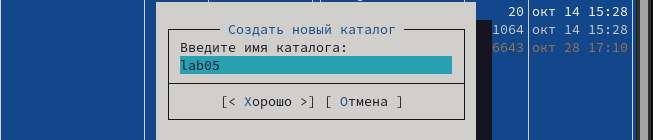 20 окт 14 15:28
Создать новый каталог
1064 окт 14 15:28
Введите имя каталога:
6643 окт 28 17:10
lab05
[< Хорошо >] [ Отмена ]